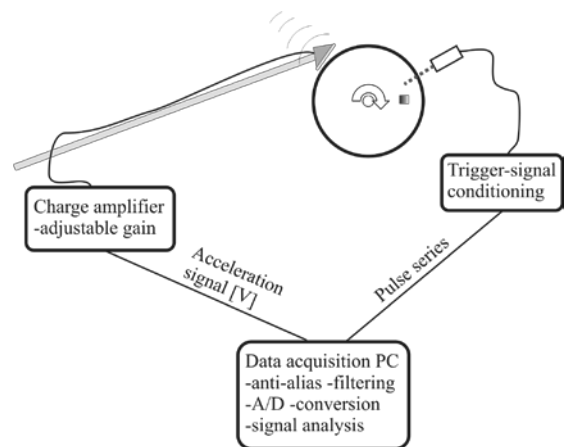 Trigger-signal
conditioning
Charge amplifier
-adjustable gain
Acceleration
signal [V]
Pulse series
Data acquisition PC
-anti-alias -filtering
-A/D -conversion
-signal analysis